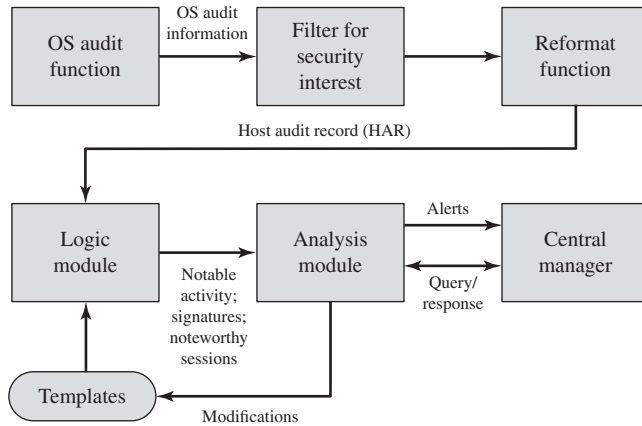 OS audit
function
OS audit
information
Filter for
security
interest
Reformat
function
Host audit record (HAR)
Logic
module
Notable
activity;
signatures;
noteworthy
sessions
Analysis
module
Alerts
Query/
response
Central
manager
Templates
Modifications